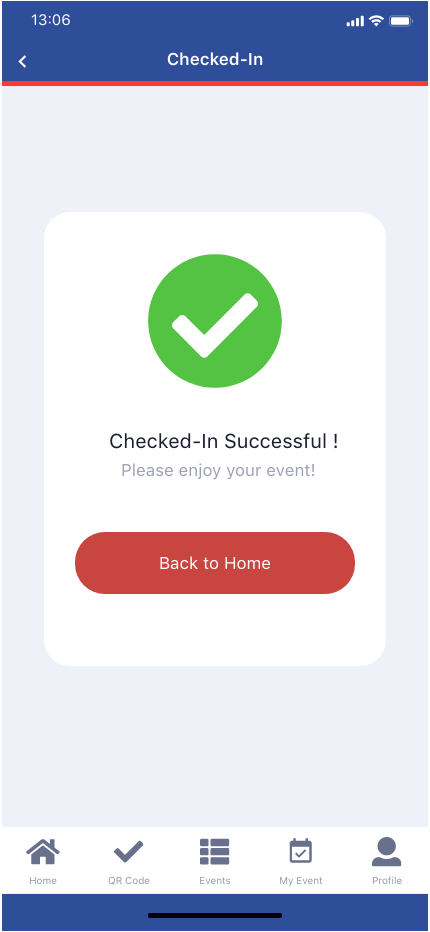 13:06
Checked-In
Checked-In Successful !
Please enjoy your event!
Back to Home
Home QR Code Events My Event Profile